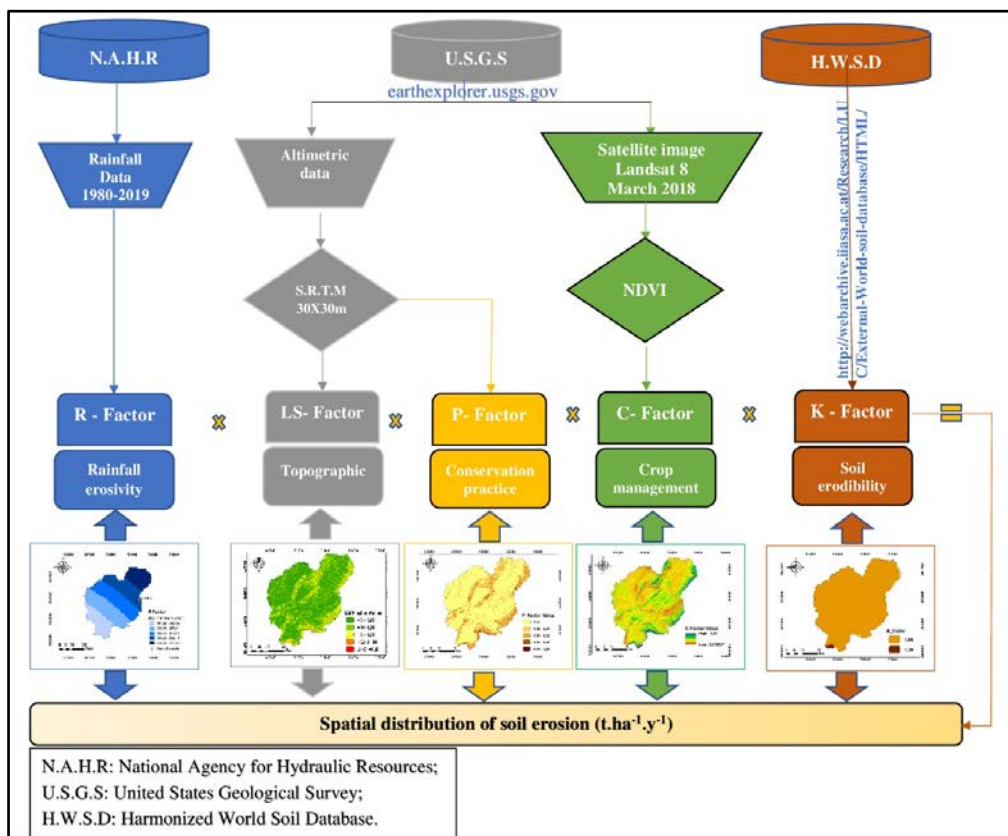 N.A.H.R
U.S.G.S
H.W.S.D
earthexplorer.usgs.gov
Rainfall
Data
1980-2019
Altimetric
data
Satellite image
Landsat 8
March 2018
http://webarchive.iiasa.ac.at/Research/LU
C/External-World-soil-database/HTML/
S.R.T.M
30X30m
NDVI
R - Factor
LS- Factor
P- Factor
C- Factor
K - Factor
Rainfall
erosivity
Topographic
Conservation
practice
Crop
management
Soil
erodibility
Spatial distribution of soil erosion (t.ha⁻¹.y⁻¹)
N.A.H.R: National Agency for Hydraulic Resources;
U.S.G.S: United States Geological Survey;
H.W.S.D: Harmonized World Soil Database.